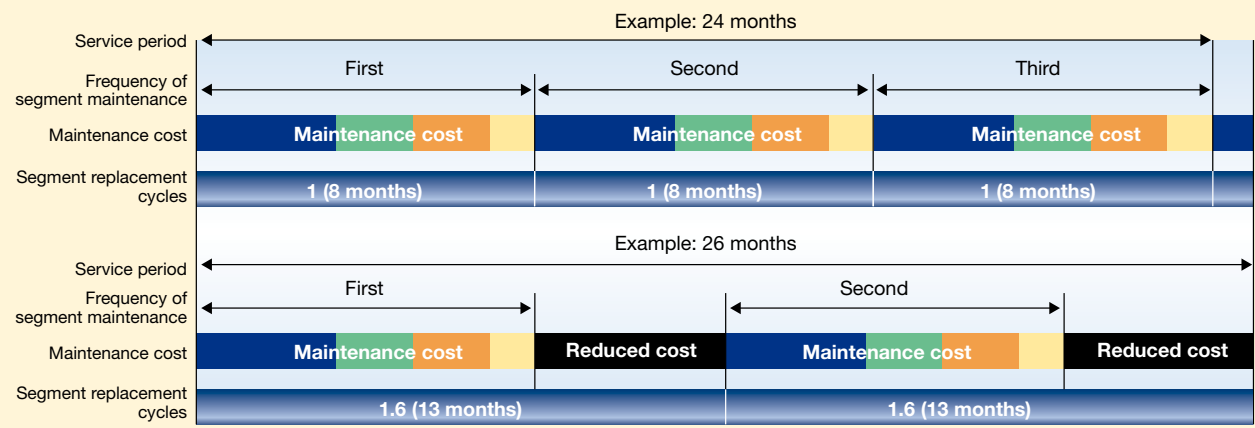 Example: 24 months
Service period
First Second Third
Frequency of
segment maintenance
Maintenance cost Maintenance cost Maintenance cost Maintenance cost
Segment replacement
cycles
1 (8 months) 1 (8 months) 1 (8 months)
Example: 26 months
Service period
First Second
Frequency of
segment maintenance
Maintenance cost Maintenance cost Reduced cost Maintenance cost Reduced cost
Segment replacement
cycles
1.6 (13 months) 1.6 (13 months)